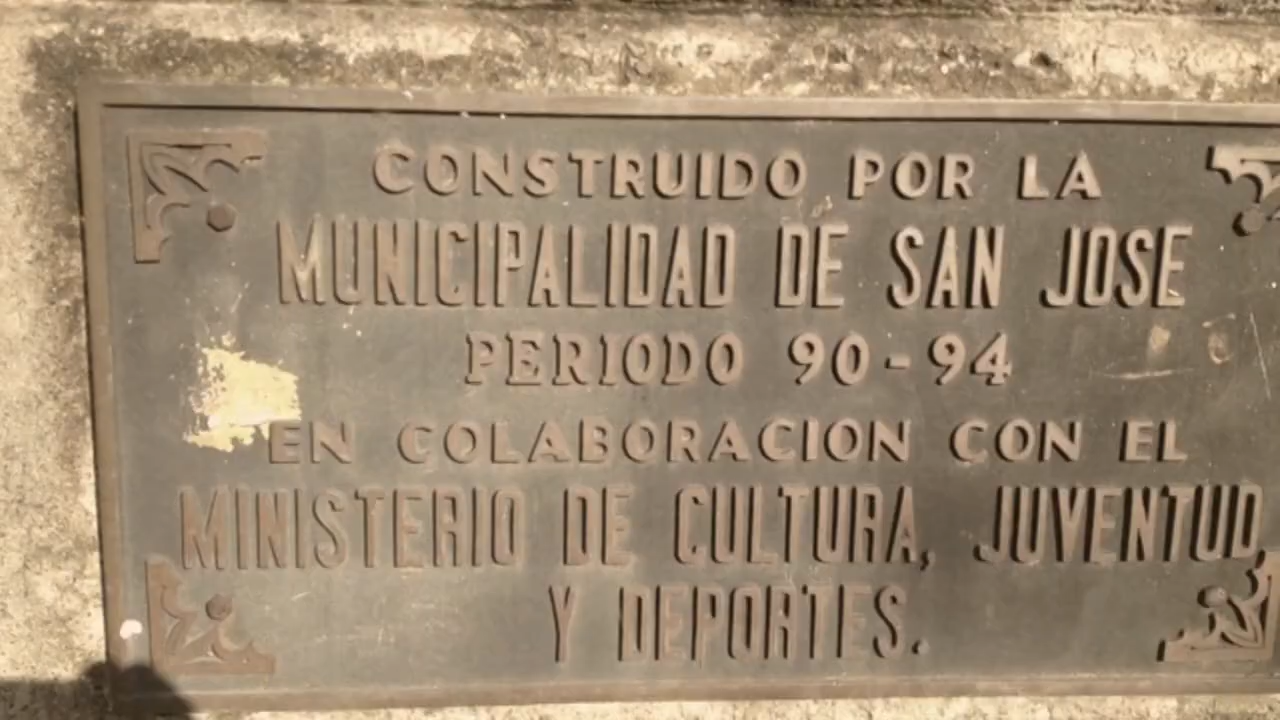 CONSTRUIDO POR LA
MUNICIPALIDAD DE SAN JOSE
PERIODO 90-94
EN COLABORACION CON EL
MINISTERIO DE CULTURA, JUVENTUD,
Y DEPORTES.